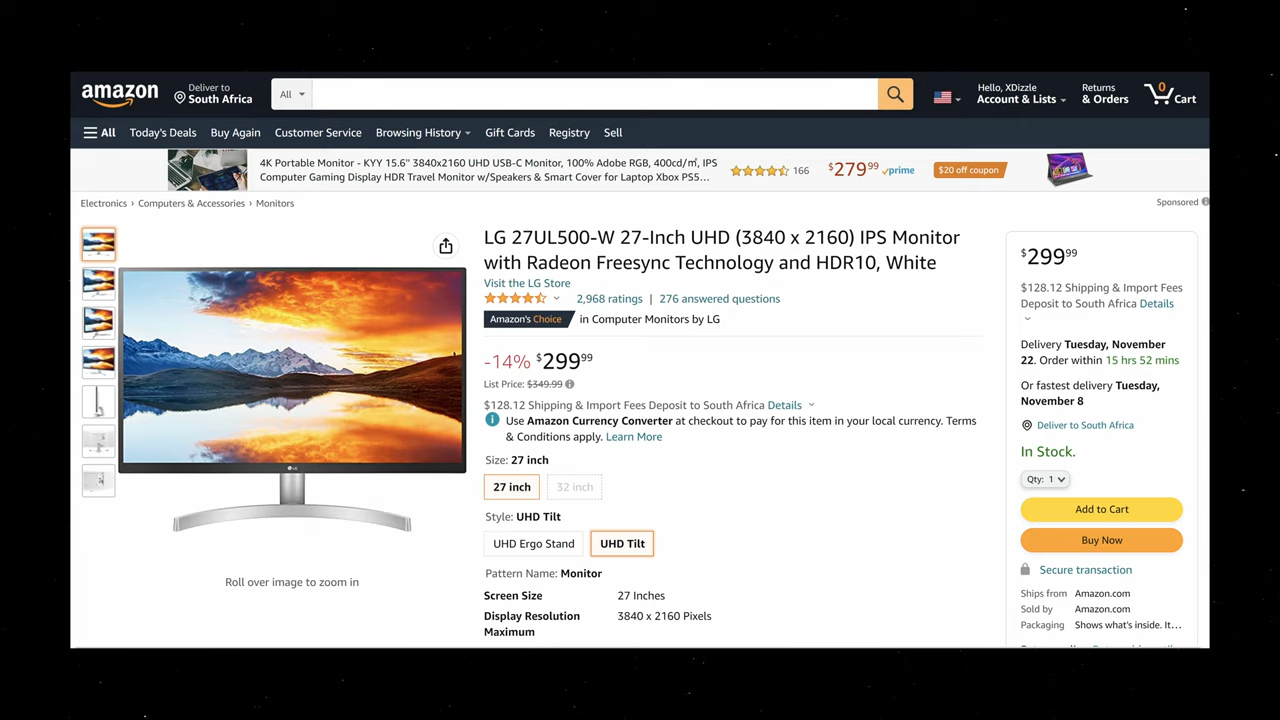 amazon
Deliver to
South Africa
All
Hello, XDizzle
Account & Lists
Returns
& Orders
0
Cart
All
Today's Deals
Buy Again
Customer Service
Browsing History
Gift Cards
Registry
Sell
4K Portable Monitor - KYY 15.6" 3840x2160 UHD USB-C Monitor, 100% Adobe RGB, 400cd/㎡, IPS
Computer Gaming Display HDR Travel Monitor w/Speakers & Smart Cover for Laptop Xbox PS5…
166
$279 99
prime
$20 off coupon
Electronics › Computers & Accessories › Monitors
Sponsored
LG 27UL500-W 27-Inch UHD (3840 x 2160) IPS Monitor
with Radeon Freesync Technology and HDR10, White
Visit the LG Store
2,968 ratings | 276 answered questions
Amazon's Choice in Computer Monitors by LG
-14% $299 99
List Price: $349.99
$128.12 Shipping & Import Fees Deposit to South Africa Details
Use Amazon Currency Converter at checkout to pay for this item in your local currency. Terms
& Conditions apply. Learn More
Size: 27 inch
27 inch
32 inch
Style: UHD Tilt
UHD Ergo Stand
UHD Tilt
Pattern Name: Monitor
Screen Size 27 Inches
Display Resolution 3840 x 2160 Pixels
Maximum
LG
Roll over image to zoom in
$299 99
$128.12 Shipping & Import Fees
Deposit to South Africa Details
Delivery Tuesday, November
22. Order within 15 hrs 52 mins
Or fastest delivery Tuesday,
November 8
Deliver to South Africa
In Stock.
Qty: 1
Add to Cart
Buy Now
Secure transaction
Ships from Amazon.com
Sold by Amazon.com
Packaging Shows what's inside. It…